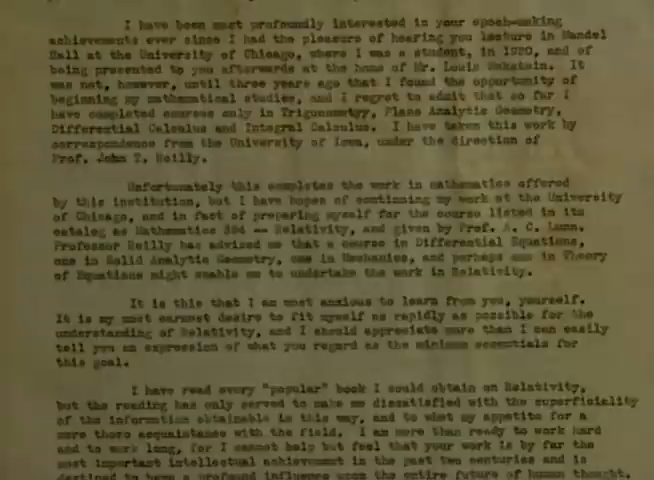 I have been most profoundly interested in your epoch-making
achievements ever since I had the pleasure of hearing you lecture in Mandel
Hall at the University of Chicago, where I was a student, in 1920, and of
being presented to you afterwards at the home of Mr. Louis It
was not, however, until three years ago that I found the opportunity of
beginning my mathematical studies, and I regret to admit that so far I
have completed courses only in Trigonometry, Plane Analytic Geometry,
Differential Calculus and Integral Calculus. I have taken this work by
correspondence from the University of Iowa, under the direction of
Prof. John T. Reilly.
Unfortunately this completes the work in mathematics offered
by this institution, but I have hopes of continuing my work at the University
of Chicago, and in fact of preparing myself for the course listed in its
catalog as Mathematics -- Relativity, and given by Prof. A. C. Lunn.
Professor Reilly has advised me that a course in Differential Equations,
one in Solid Analytic Geometry, one in Mechanics, and perhaps one in Theory
of Equations might enable me to undertake the work in Relativity.
It is this that I am most anxious to learn from you, yourself.
It is my most earnest desire to fit myself as rapidly as possible for the
understanding of Relativity, and I should appreciate more than I can easily
tell you an expression of what you regard as the minimum essentials for
this goal.
I have read every "popular" book I could obtain on Relativity,
but the reading has only served to make me dissatisfied with the superficiality
of the information obtainable in this way, and to whet my appetite for a
more thoro acquaintance with the field. I am more than ready to work hard
and to work long, for I cannot help but feel that your work is by far the
most important intellectual achievement in the past two centuries and is
destined to have a profound influence upon the entire future of human thought.